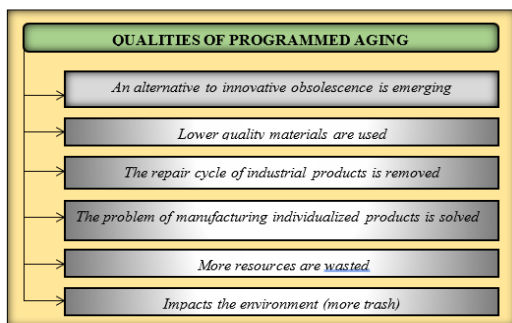 QUALITIES OF PROGRAMMED AGING
An alternative to innovative obsolescence is emerging
Lower quality materials are used
The repair cycle of industrial products is removed
The problem of manufacturing individualized products is solved
More resources are wasted
Impacts the environment (more trash)